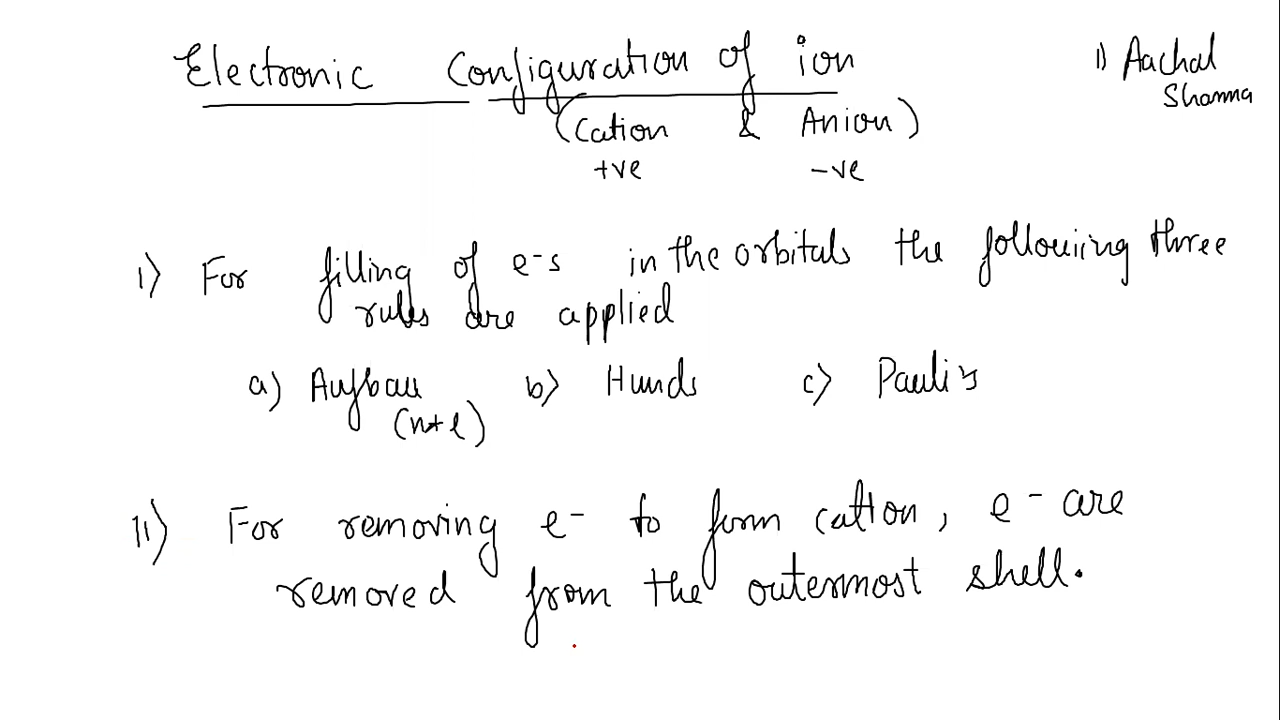 Electronic Configuration of ion
1) Aachal
Sharma
(Cation & Anion)
+ve -ve
1) For filling of e-s in the orbitals the following three
rules are applied
a) Aufbau b) Hunds c) Pauli's
(n+l)
11) For removing e- to form cation, e- are
removed from the outermost shell.